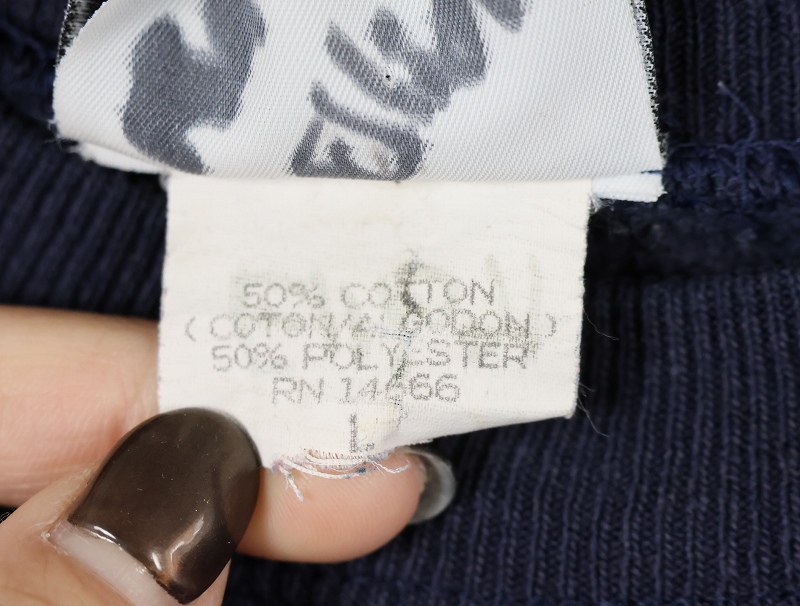 50% COTTON
(COTON/ALGODON)
50% POLYESTER
RN 14466
L